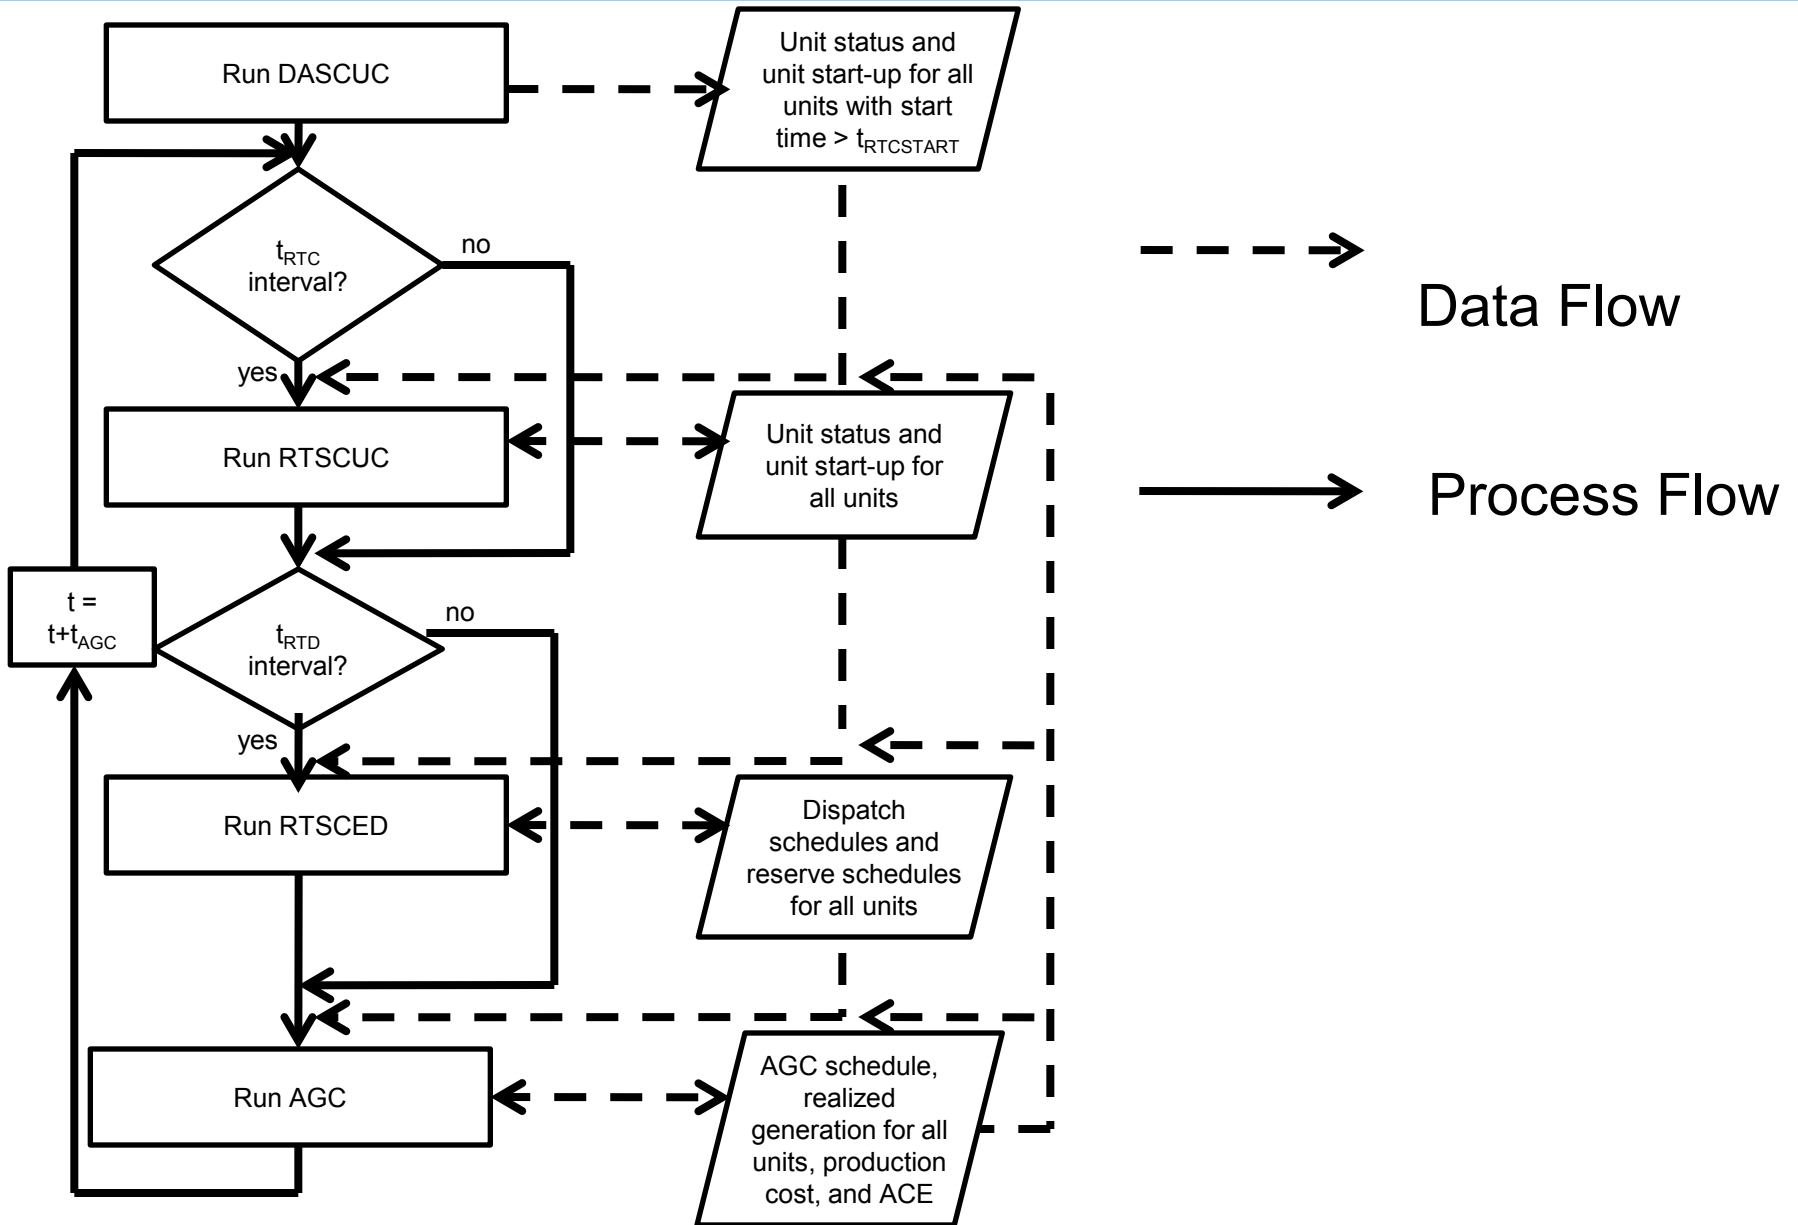 Run DASCUC
Unit status and
unit start-up for all
units with start
time > tRTCSTART
tRTC
interval?
no
yes
Data Flow
Run RTSCUC
Unit status and
unit start-up for
all units
Process Flow
t =
t+tAGC
tRTD
interval?
no
yes
Run RTSCED
Dispatch
schedules and
reserve schedules
for all units
Run AGC
AGC schedule,
realized
generation for all
units, production
cost, and ACE